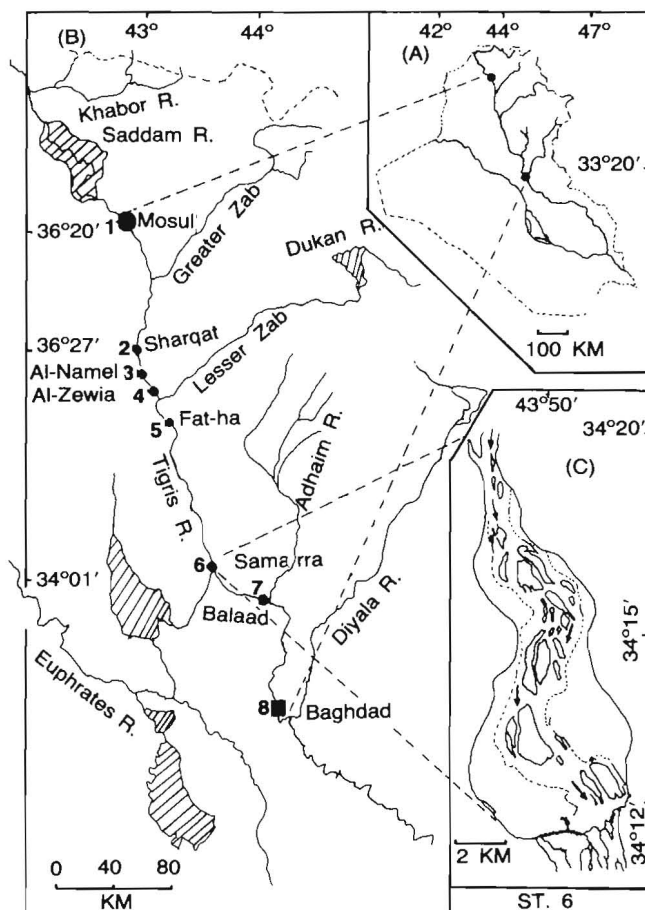 43° 44°
(B)
Khabor R.
Saddam R.
1 Mosul
36°20'
Greater Zab
Dukan R.
36°27'
2 Sharqat
Lesser Zab
Al-Namel 3
Al-Zewia 4
5 Fat-ha
Adhaim R.
Tigris R.
6 Samarra
34°01'
7
Balaad
Diyala R.
Euphrates R.
8 Baghdad
0 40 80
KM
42° 44° 47°
(A)
33°20'
100 KM
43°50'
34°20'
(C)
34°15'
34°12'
2 KM
ST. 6